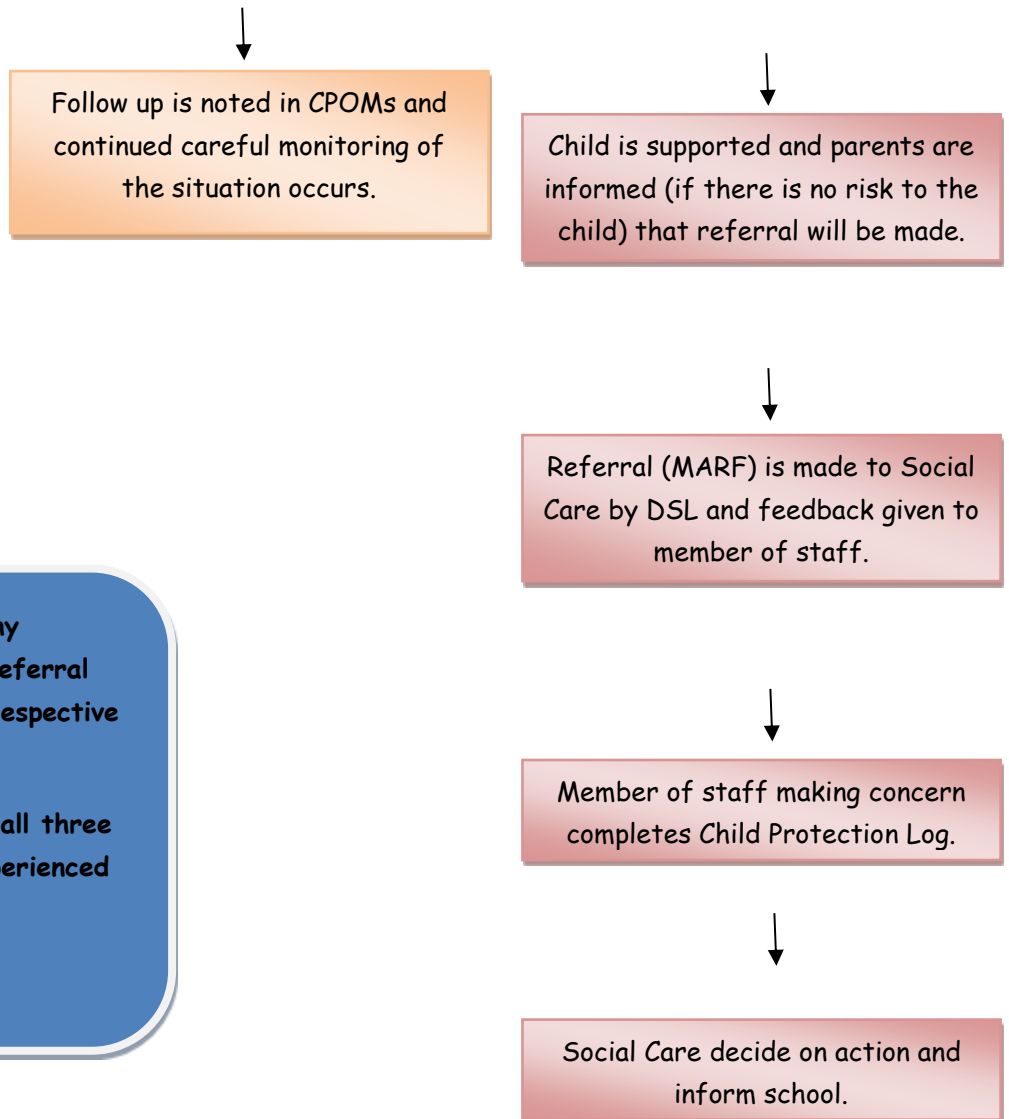 Follow up is noted in CPOMs and
continued careful monitoring of
the situation occurs.
Child is supported and parents are
informed (if there is no risk to the
child) that referral will be made.
Referral (MARF) is made to Social
Care by DSL and feedback given to
member of staff.
all three
Member of staff making concern
completes Child Protection Log.
Social Care decide on action and
inform school.